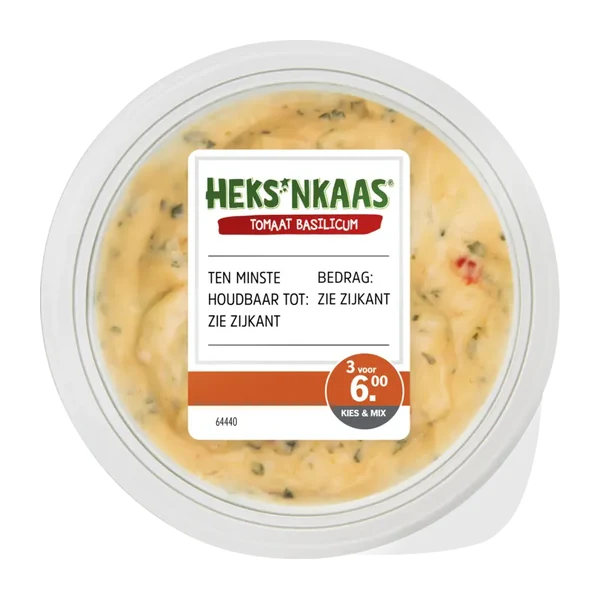 HEKS'NKAAS®
TOMAAT BASILICUM
TEN MINSTE
HOUDBAAR TOT:
ZIE ZIJKANT
BEDRAG:
ZIE ZIJKANT
3 voor
6.00
KIES & MIX
64440